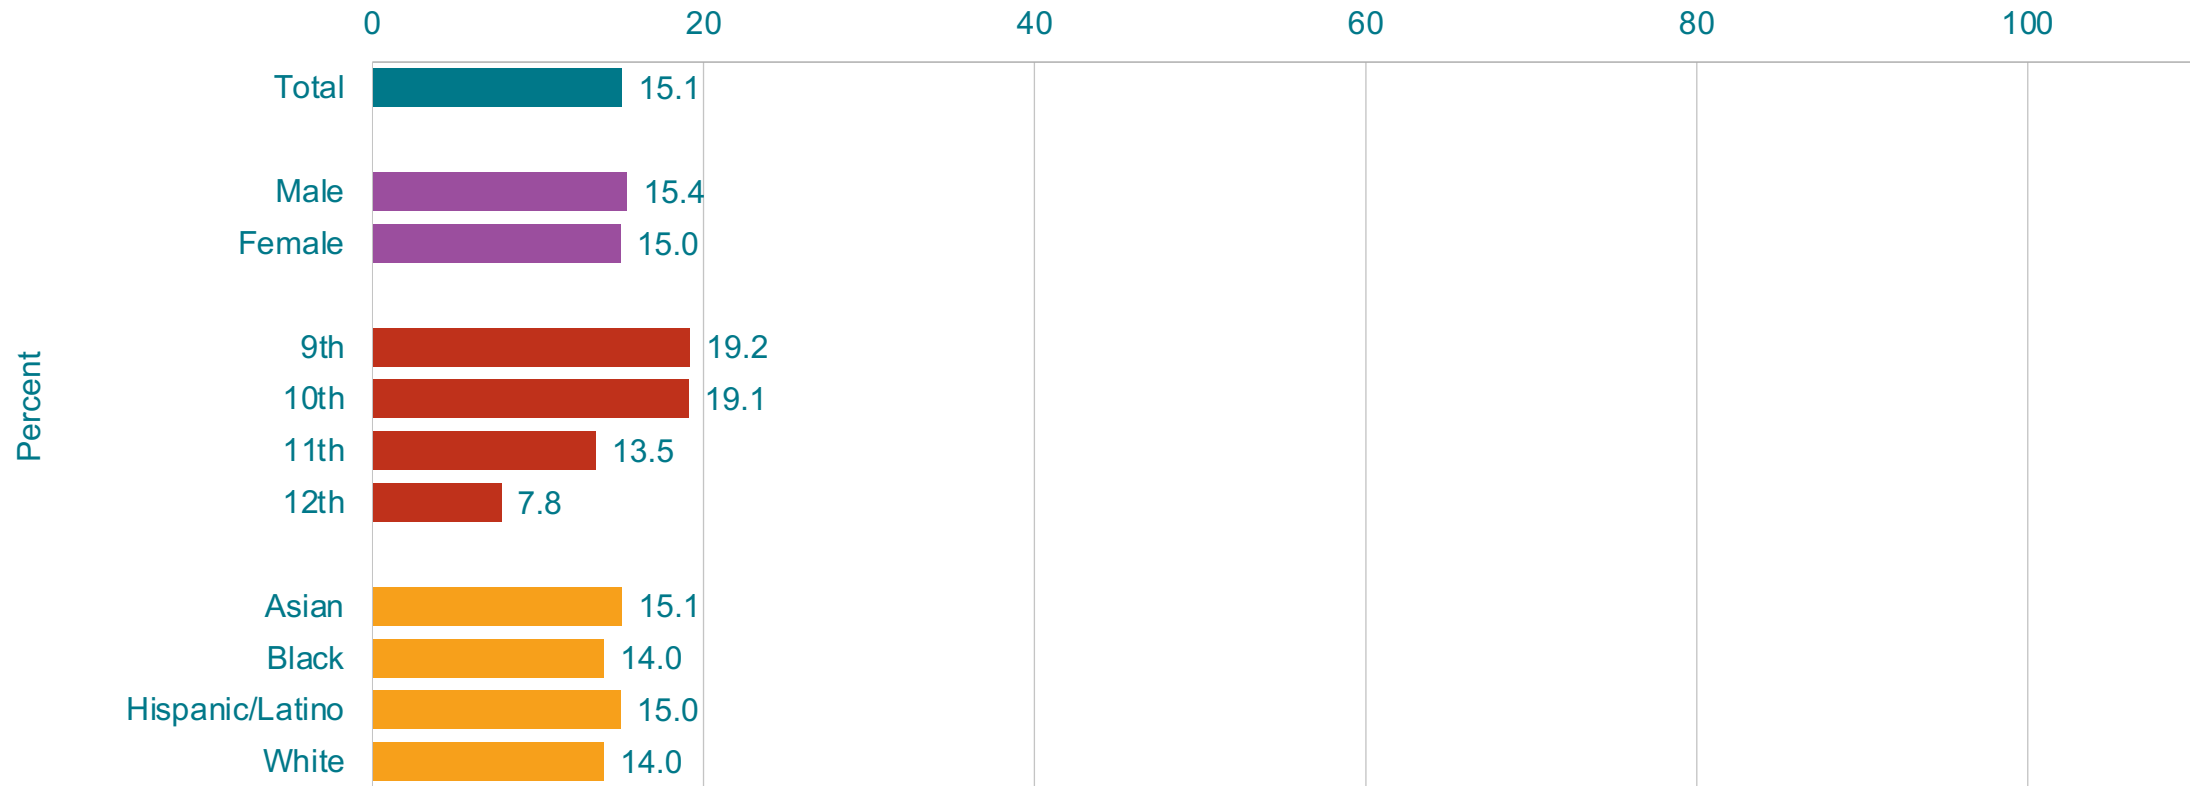 0 20 40 60 80 100
Total 15.1
Male 15.4
Female 15.0
Percent
9th 19.2
10th 19.1
11th 13.5
12th 7.8
Asian 15.1
Black 14.0
Hispanic/Latino 15.0
White 14.0